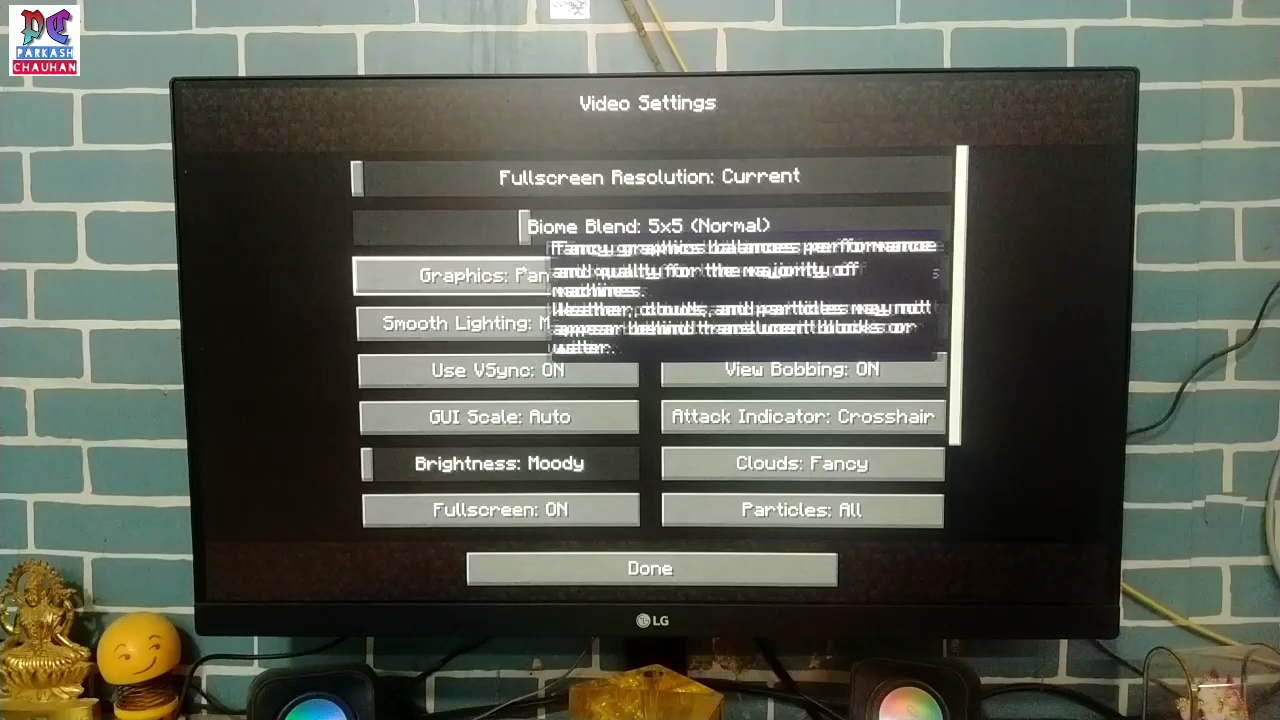 PC
PARKASH
CHAUHAN
Video Settings
Fullscreen Resolution: Current
Biome Blend: 5x5 (Normal)
Fancy graphics balances performance
Graphics: Fan
and quality for the majority of
machines.
Weather, clouds, and particles may not
Smooth Lighting: M
appear behind translucent blocks or
water.
Use VSync: ON
View Bobbing: ON
GUI Scale: Auto
Attack Indicator: Crosshair
Brightness: Moody
Clouds: Fancy
Fullscreen: ON
Particles: All
Done
LG